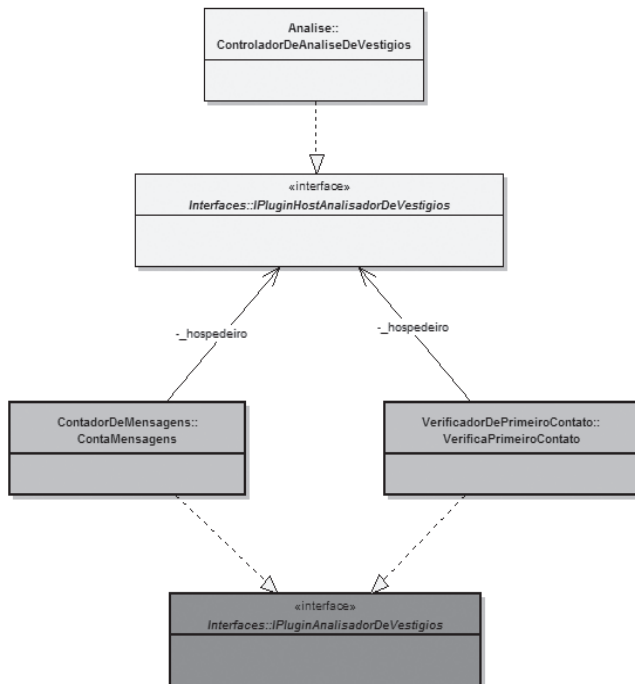 Analise::
ControladorDeAnaliseDeVestigios
«interface»
Interfaces::IPluginHostAnalisadorDeVestigios
-_hospedeiro
-_hospedeiro
ContadorDeMensagens::
ContaMensagens
VerificadorDePrimeiroContato::
VerificaPrimeiroContato
«interface»
Interfaces::IPluginAnalisadorDeVestigios